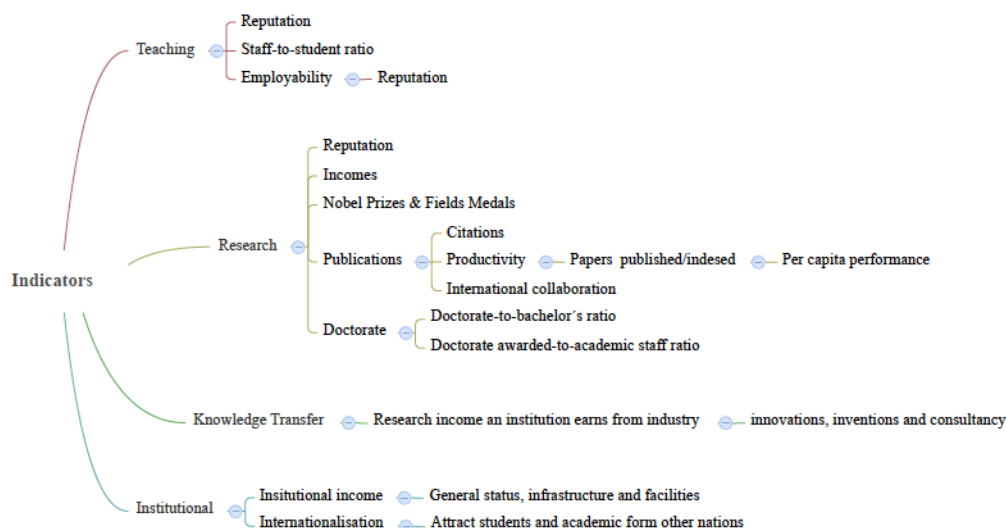 Reputation
Teaching
Staff-to-student ratio
Employability
Reputation
Reputation
Incomes
Nobel Prizes & Fields Medals
Citations
Research
Publications
Productivity
Papers published/indesed
Per capita performance
Indicators
International collaboration
Doctorate-to-bachelor´s ratio
Doctorate
Doctorate awarded-to-academic staff ratio
Knowledge Transfer
Research income an institution earns from industry
innovations, inventions and consultancy
Insitutional income
General status, infrastructure and facilities
Institutional
Internationalisation
Attract students and academic form other nations